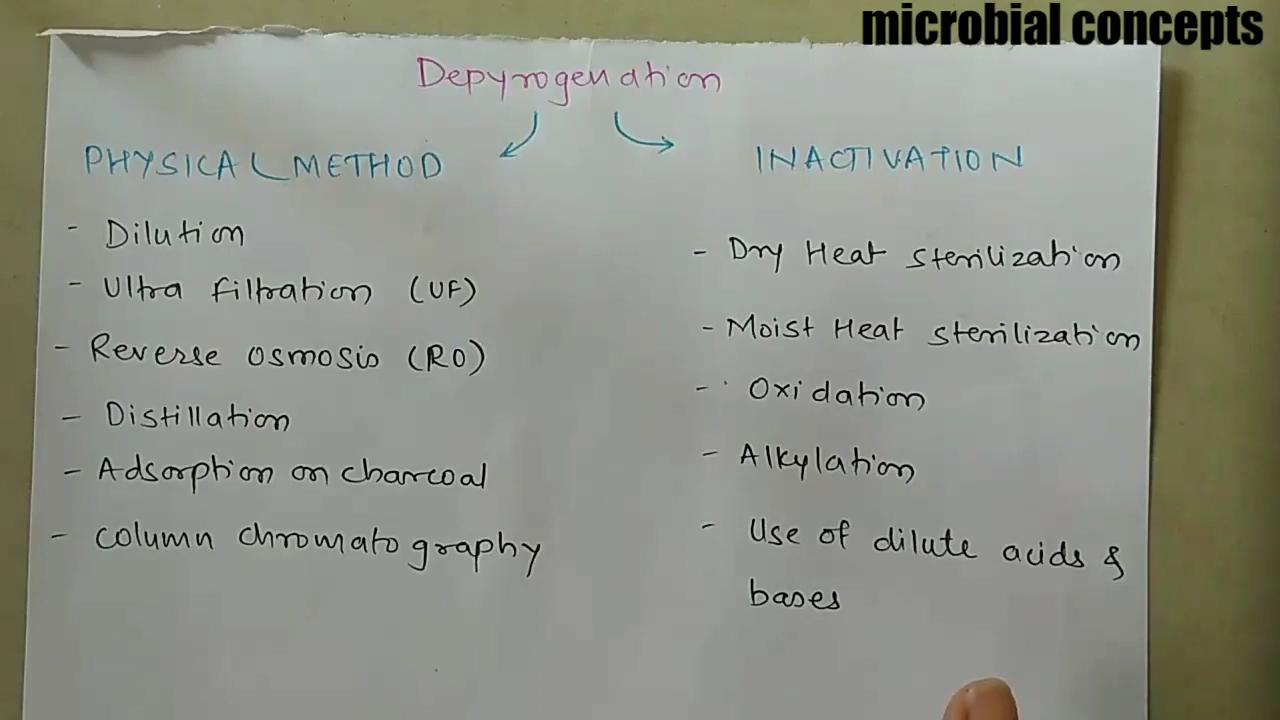 microbial concepts
Depyrogenation
PHYSICAL METHOD
- Dilution
- Ultra filtration (UF)
- Reverse osmosis (RO)
- Distillation
- Adsorption on charcoal
- column chromatography
INACTIVATION
- Dry Heat sterilization
- Moist Heat sterilization
- Oxidation
- Alkylation
- Use of dilute acids &
bases